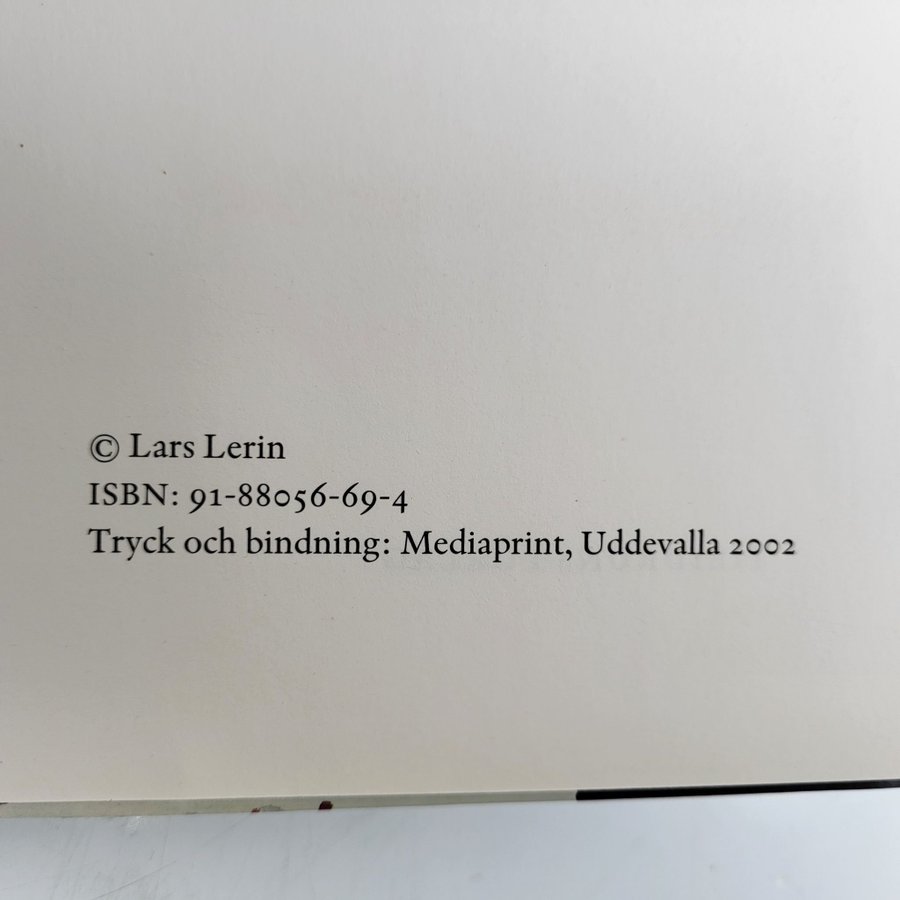 © Lars Lerin
ISBN: 91-88056-69-4
Tryck och bindning: Mediaprint, Uddevalla 2002